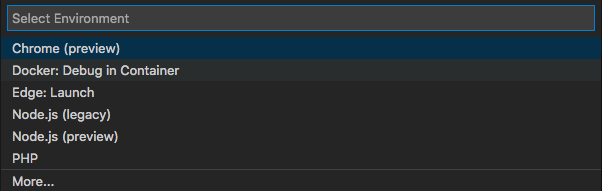 Select Environment
Chrome (preview)
Docker: Debug in Container
Edge: Launch
Node.js (legacy)
Node.js (preview)
PHP
More...